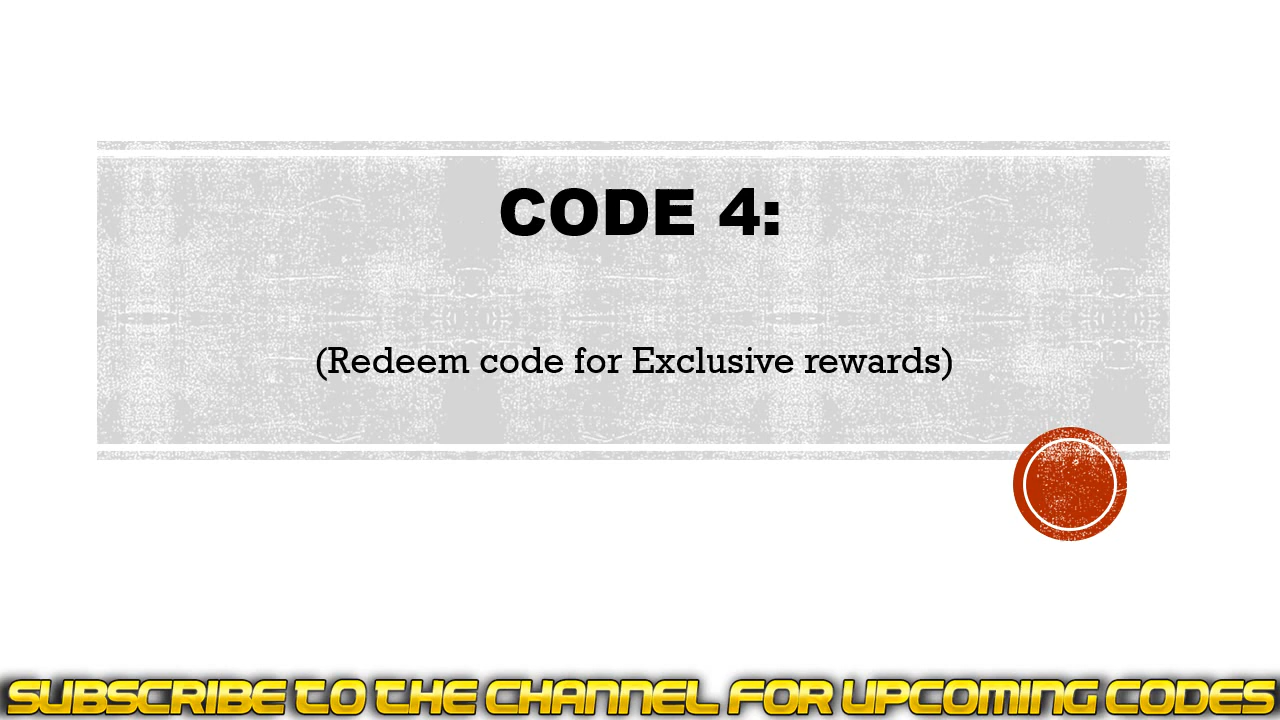 CODE 4:
(Redeem code for Exclusive rewards)
SUBSCRIBE TO THE CHANNEL FOR UPCOMING CODES